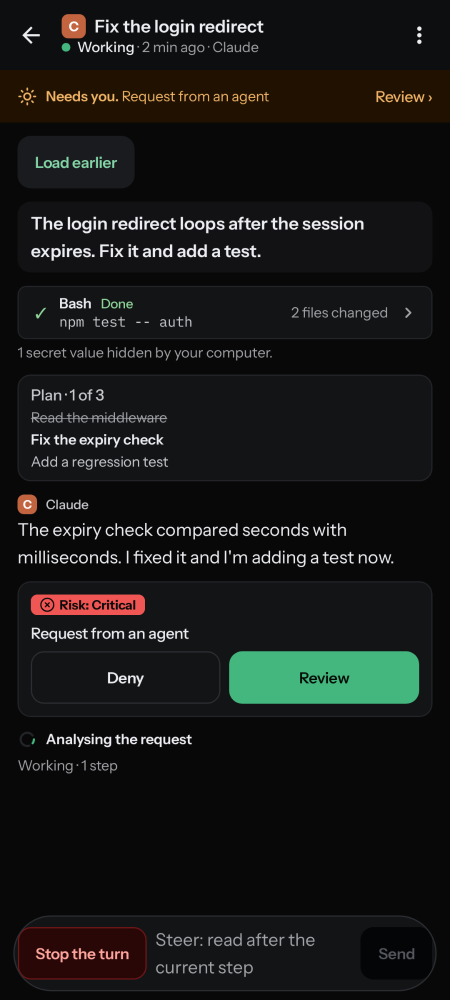 C Fix the login redirect
Working · 2 min ago · Claude
Needs you. Request from an agent Review ›
Load earlier
The login redirect loops after the session
expires. Fix it and add a test.
✓ Bash Done
npm test -- auth
2 files changed
1 secret value hidden by your computer.
Plan · 1 of 3
Read the middleware
Fix the expiry check
Add a regression test
C Claude
The expiry check compared seconds with
milliseconds. I fixed it and I'm adding a test now.
Risk: Critical
Request from an agent
Deny Review
Analysing the request
Working · 1 step
Stop the turn
Steer: read after the
current step
Send